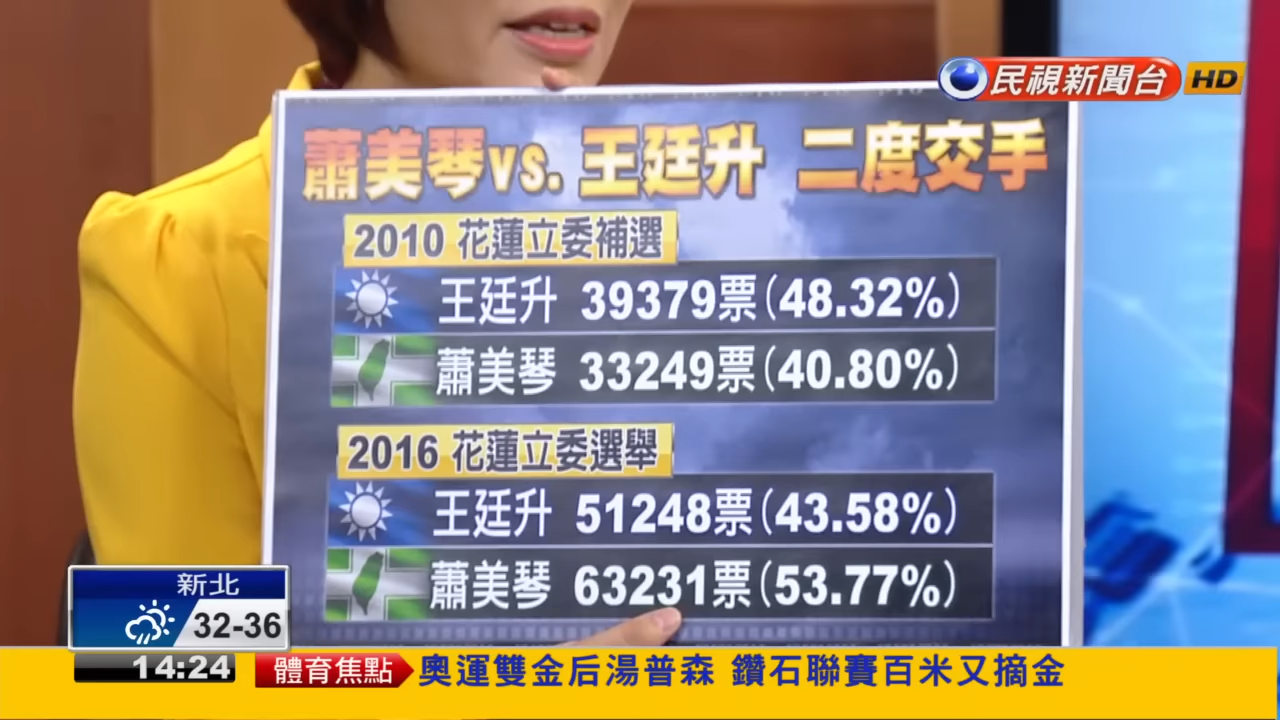 民視新聞台 HD
蕭美琴vs.王廷升 二度交手
2010 花蓮立委補選
王廷升 39379票(48.32%)
蕭美琴 33249票(40.80%)
2016 花蓮立委選舉
王廷升 51248票(43.58%)
蕭美琴 63231票(53.77%)
新北
32-36
14:24
體育焦點 奧運雙金后湯普森 鑽石聯賽百米又摘金